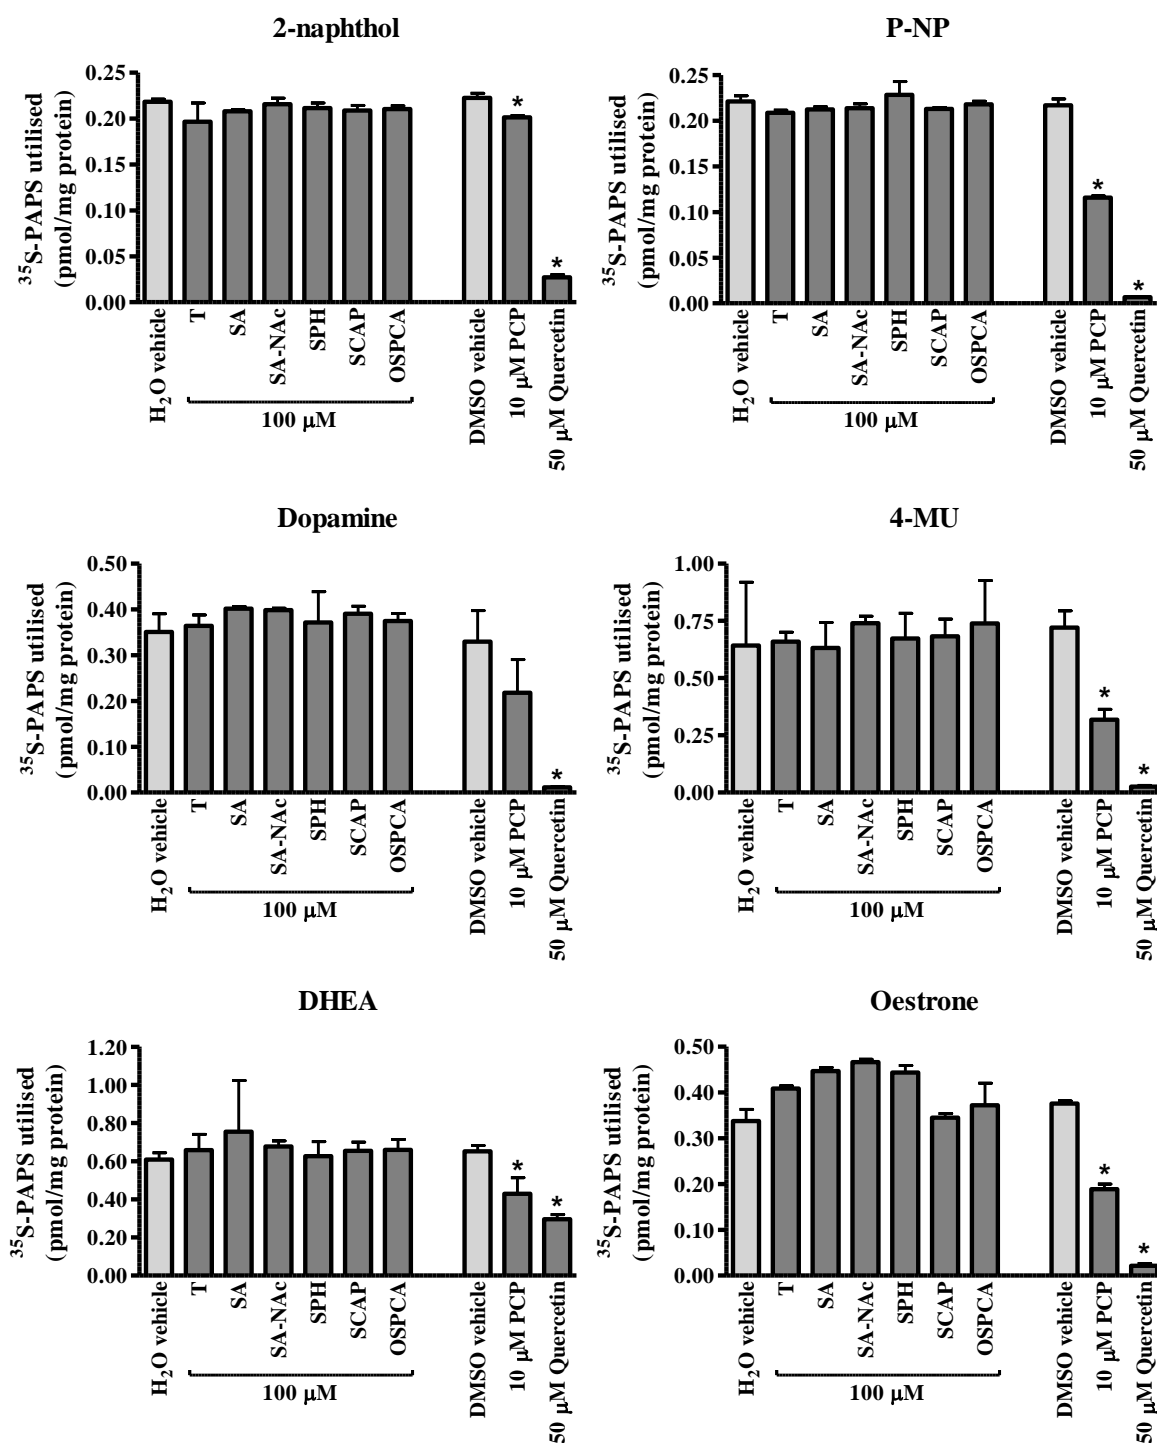 2-naphthol
³⁵S-PAPS utilised
(pmol/mg protein)
0.25
0.20
0.15
0.10
0.05
0.00
H₂O vehicle
T
SA
SA-NAc
SPH
SCAP
OSPCA
DMSO vehicle
10 µM PCP
50 µM Quercetin
100 µM
*
*
P-NP
³⁵S-PAPS utilised
(pmol/mg protein)
0.25
0.20
0.15
0.10
0.05
0.00
H₂O vehicle
T
SA
SA-NAc
SPH
SCAP
OSPCA
DMSO vehicle
10 µM PCP
50 µM Quercetin
100 µM
*
*
Dopamine
³⁵S-PAPS utilised
(pmol/mg protein)
0.50
0.40
0.30
0.20
0.10
0.00
H₂O vehicle
T
SA
SA-NAc
SPH
SCAP
OSPCA
DMSO vehicle
10 µM PCP
50 µM Quercetin
100 µM
*
4-MU
³⁵S-PAPS utilised
(pmol/mg protein)
1.00
0.75
0.50
0.25
0.00
H₂O vehicle
T
SA
SA-NAc
SPH
SCAP
OSPCA
DMSO vehicle
10 µM PCP
50 µM Quercetin
100 µM
*
*
DHEA
³⁵S-PAPS utilised
(pmol/mg protein)
1.20
1.00
0.80
0.60
0.40
0.20
0.00
H₂O vehicle
T
SA
SA-NAc
SPH
SCAP
OSPCA
DMSO vehicle
10 µM PCP
50 µM Quercetin
100 µM
*
*
Oestrone
³⁵S-PAPS utilised
(pmol/mg protein)
0.50
0.40
0.30
0.20
0.10
0.00
H₂O vehicle
T
SA
SA-NAc
SPH
SCAP
OSPCA
DMSO vehicle
10 µM PCP
50 µM Quercetin
100 µM
*
*